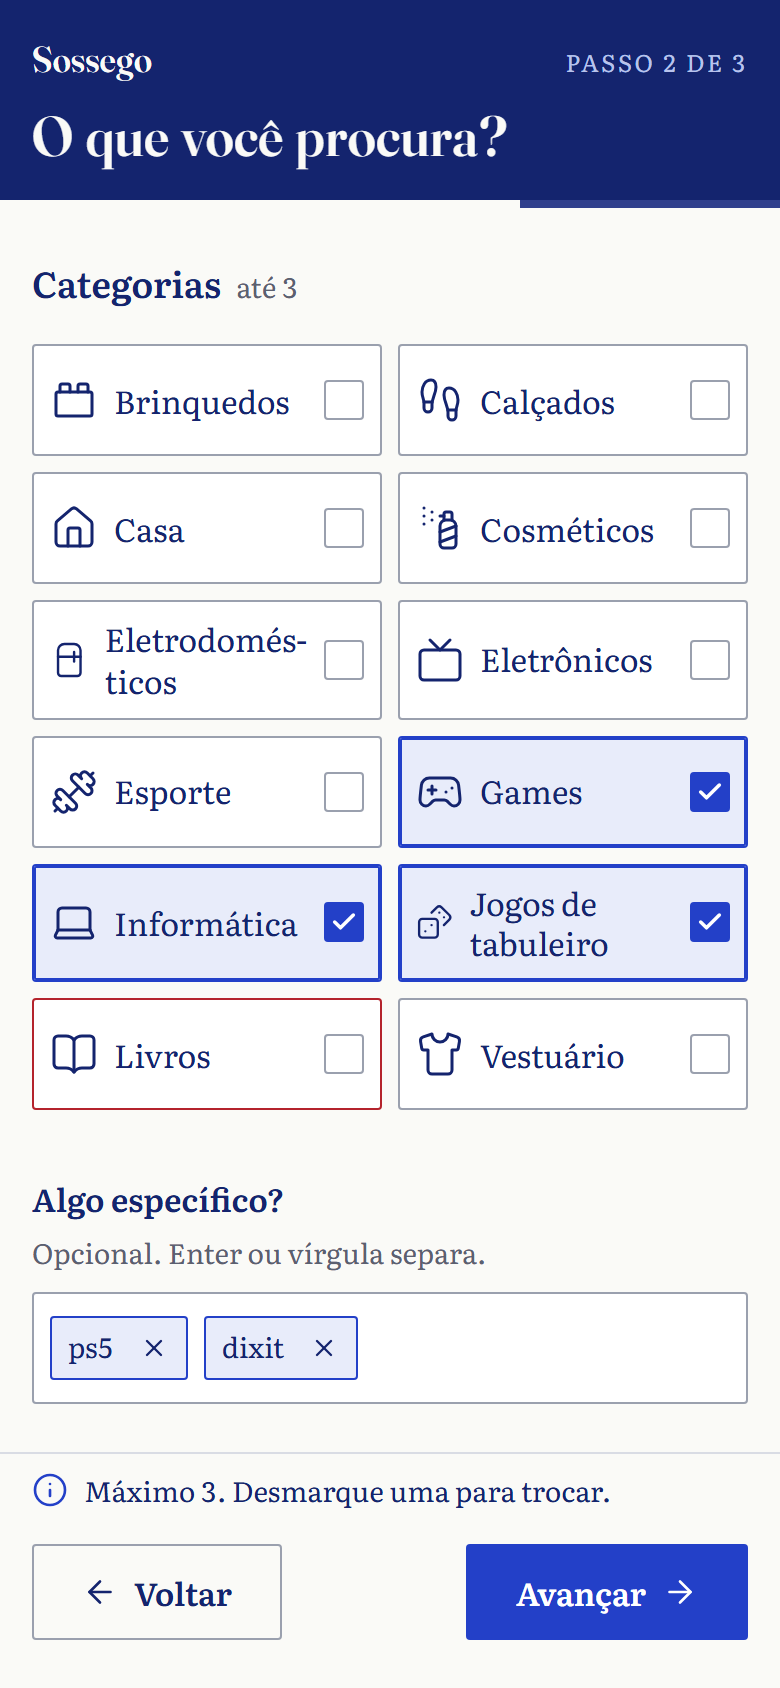 Sossego
PASSO 2 DE 3
O que você procura?
Categorias até 3
Brinquedos
Calçados
Casa
Cosméticos
Eletrodomés-
ticos
Eletrônicos
Esporte
Games
Informática
Jogos de
tabuleiro
Livros
Vestuário
Algo específico?
Opcional. Enter ou vírgula separa.
ps5
dixit
Máximo 3. Desmarque uma para trocar.
Voltar
Avançar